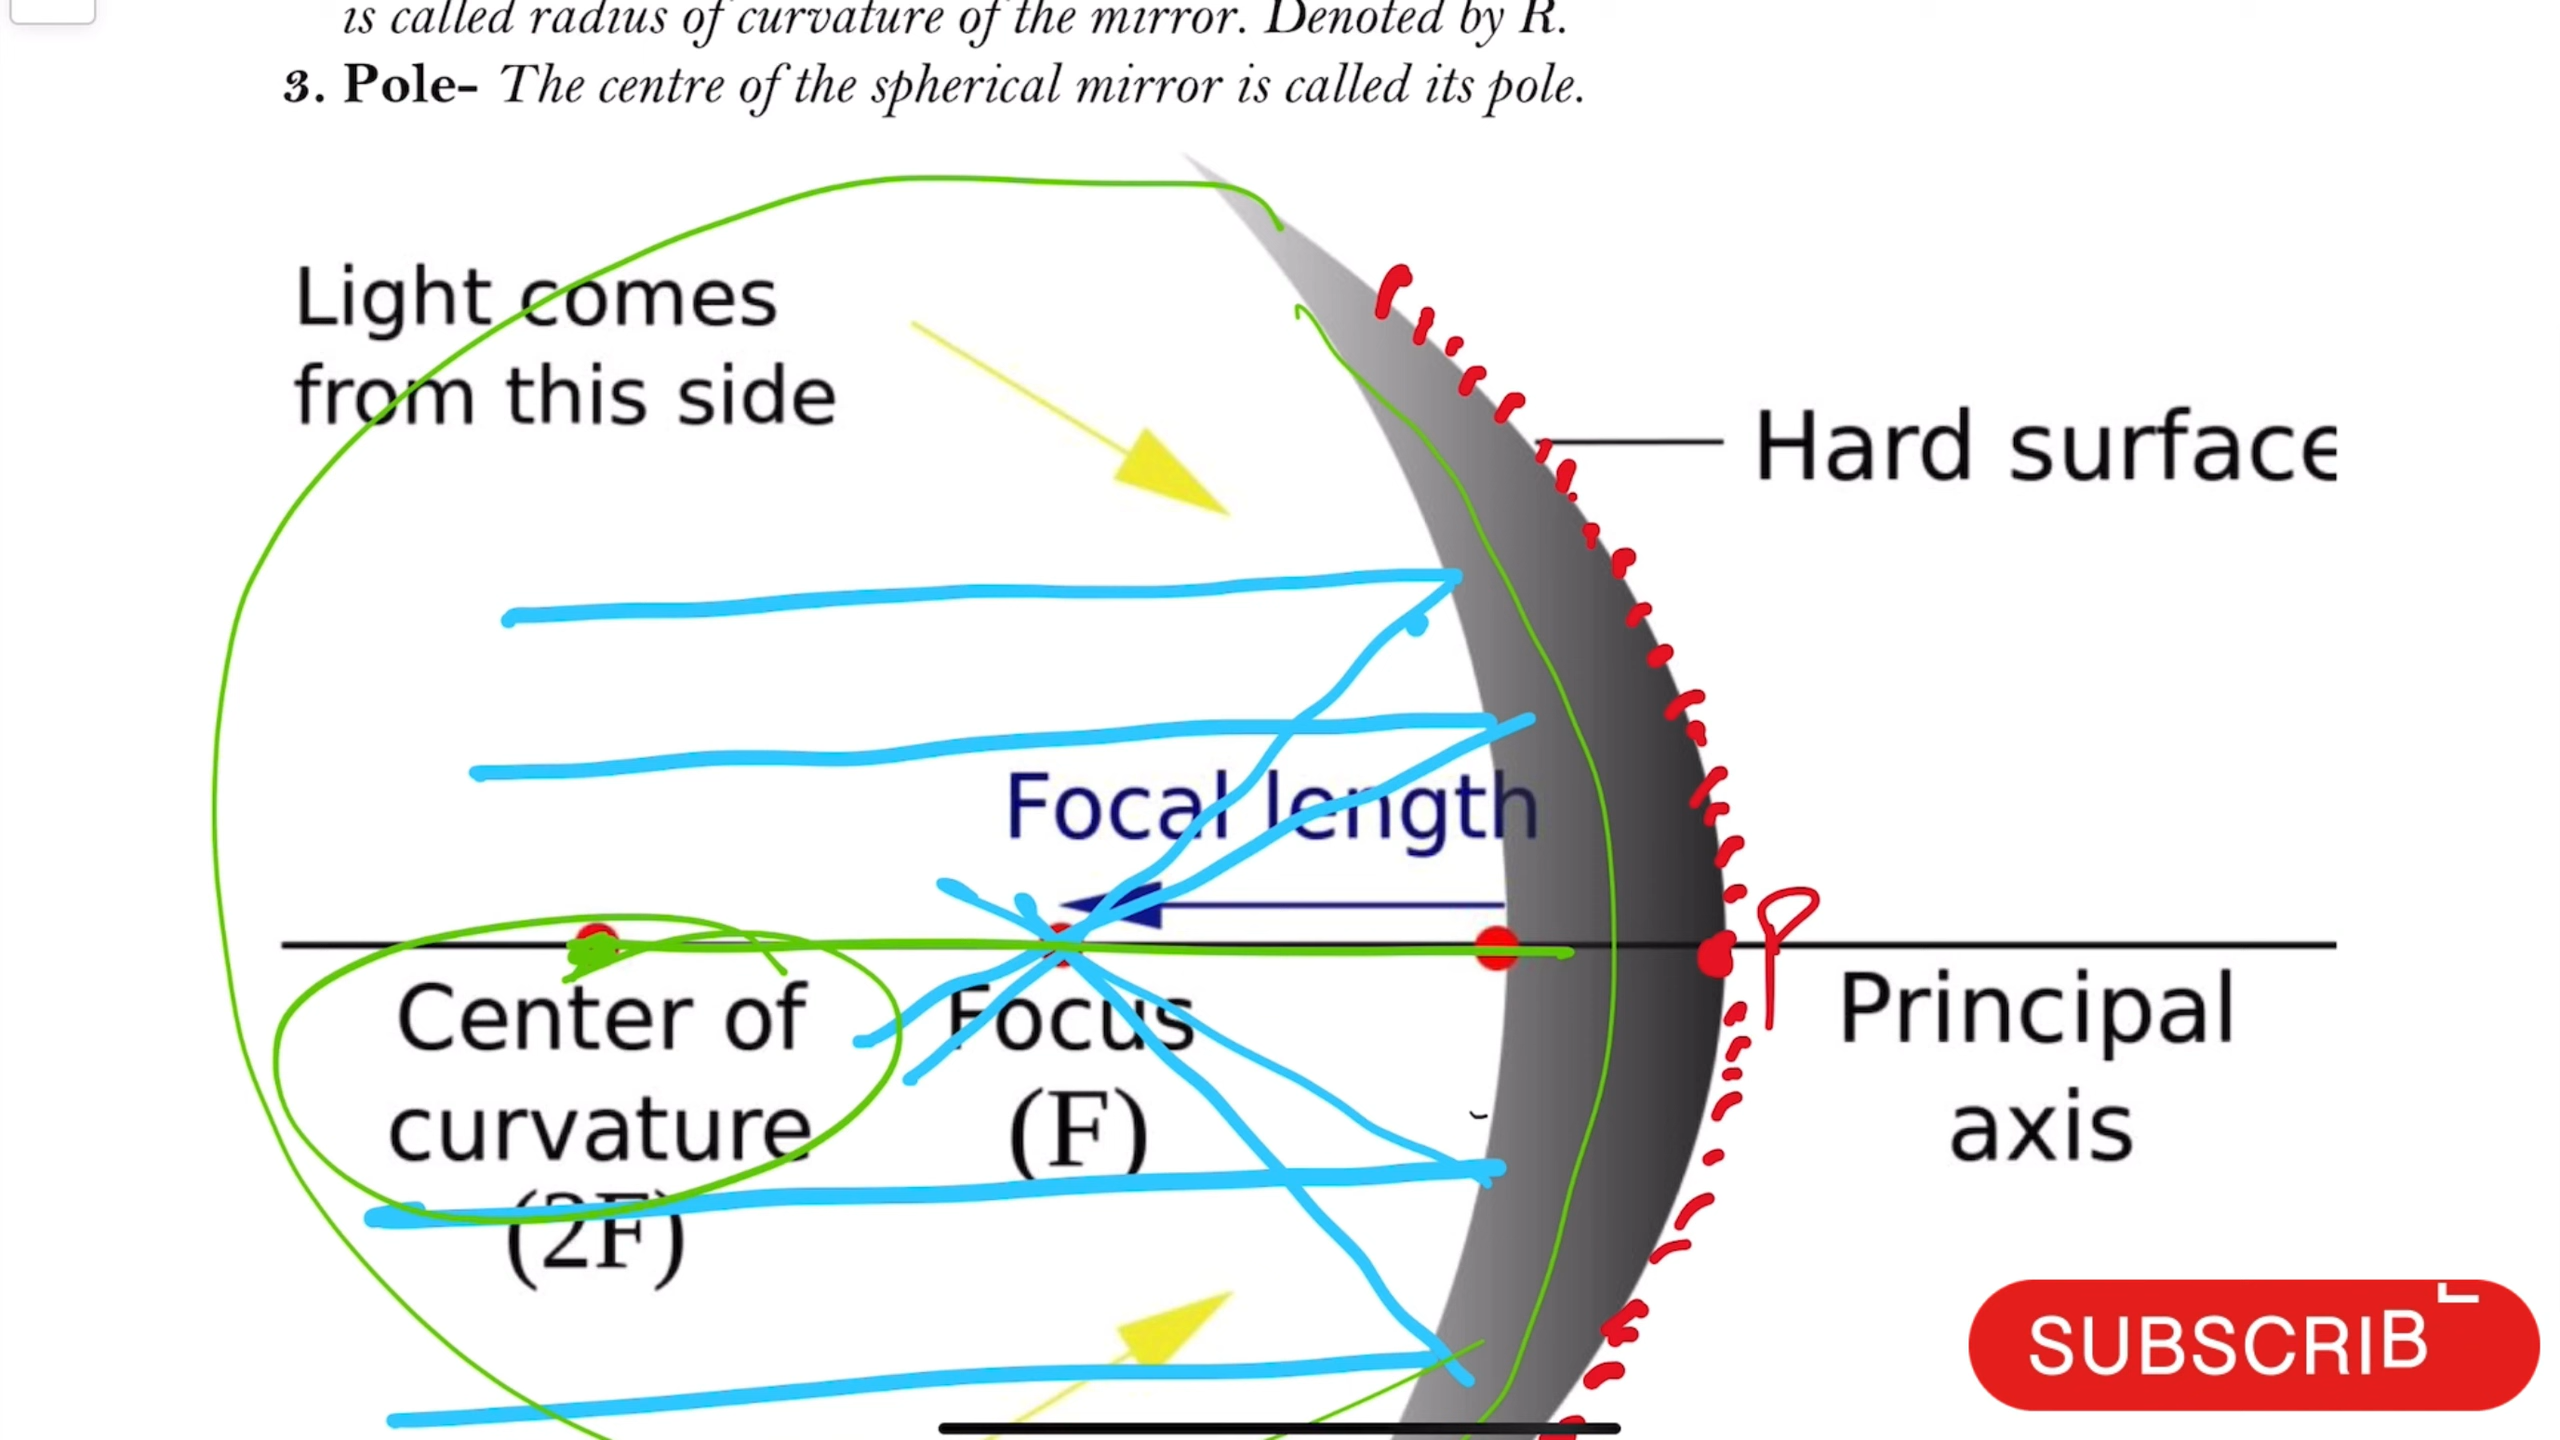 is called radius of curvature of the mirror. Denoted by R.
3. Pole- The centre of the spherical mirror is called its pole.
Light comes
from this side
Hard surface
Focal length
P
Center of
curvature
(2F)
Focus
(F)
Principal
axis
SUBSCRIB